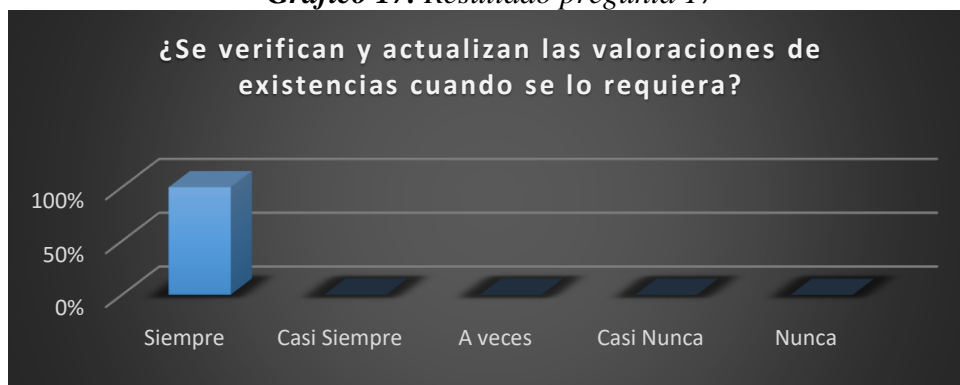 Gráfico 17. Resultado pregunta 17
¿Se verifican y actualizan las valoraciones de
existencias cuando se lo requiera?
100%
50%
0%
Siempre Casi Siempre A veces Casi Nunca Nunca